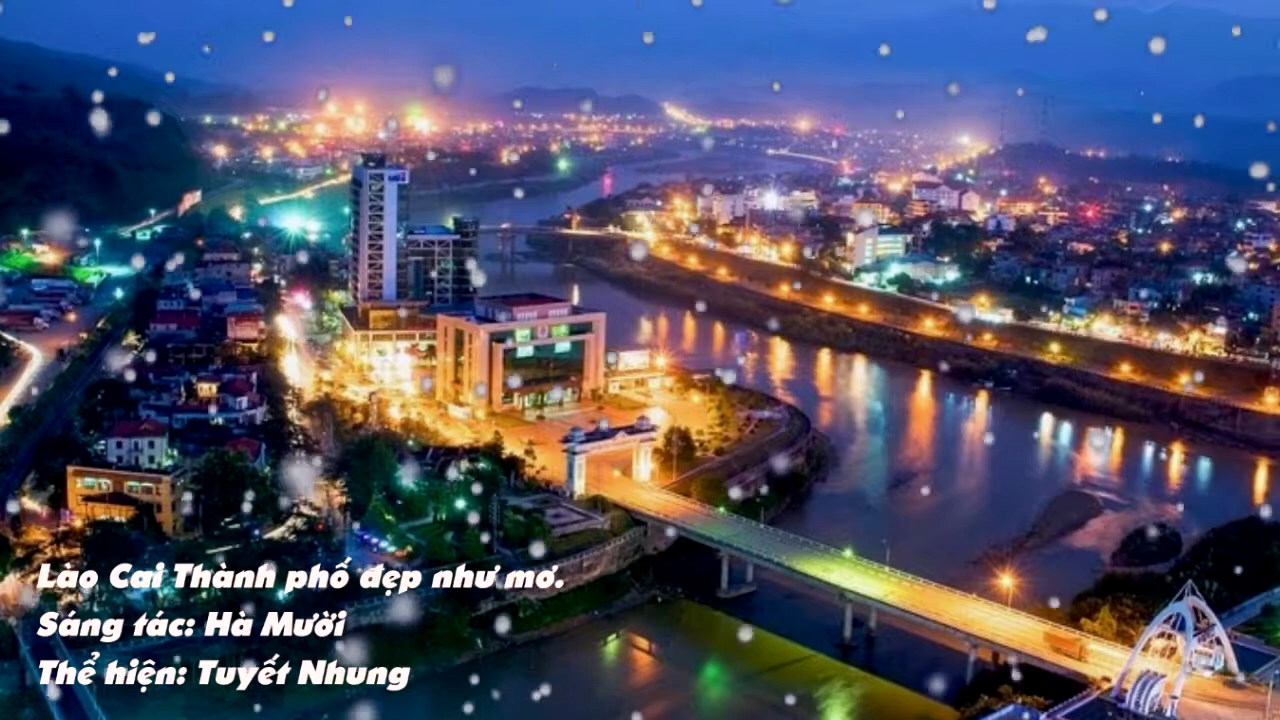 Lào Cai Thành phố đẹp như mơ.
Sáng tác: Hà Mười
Thể hiện: Tuyết Nhung